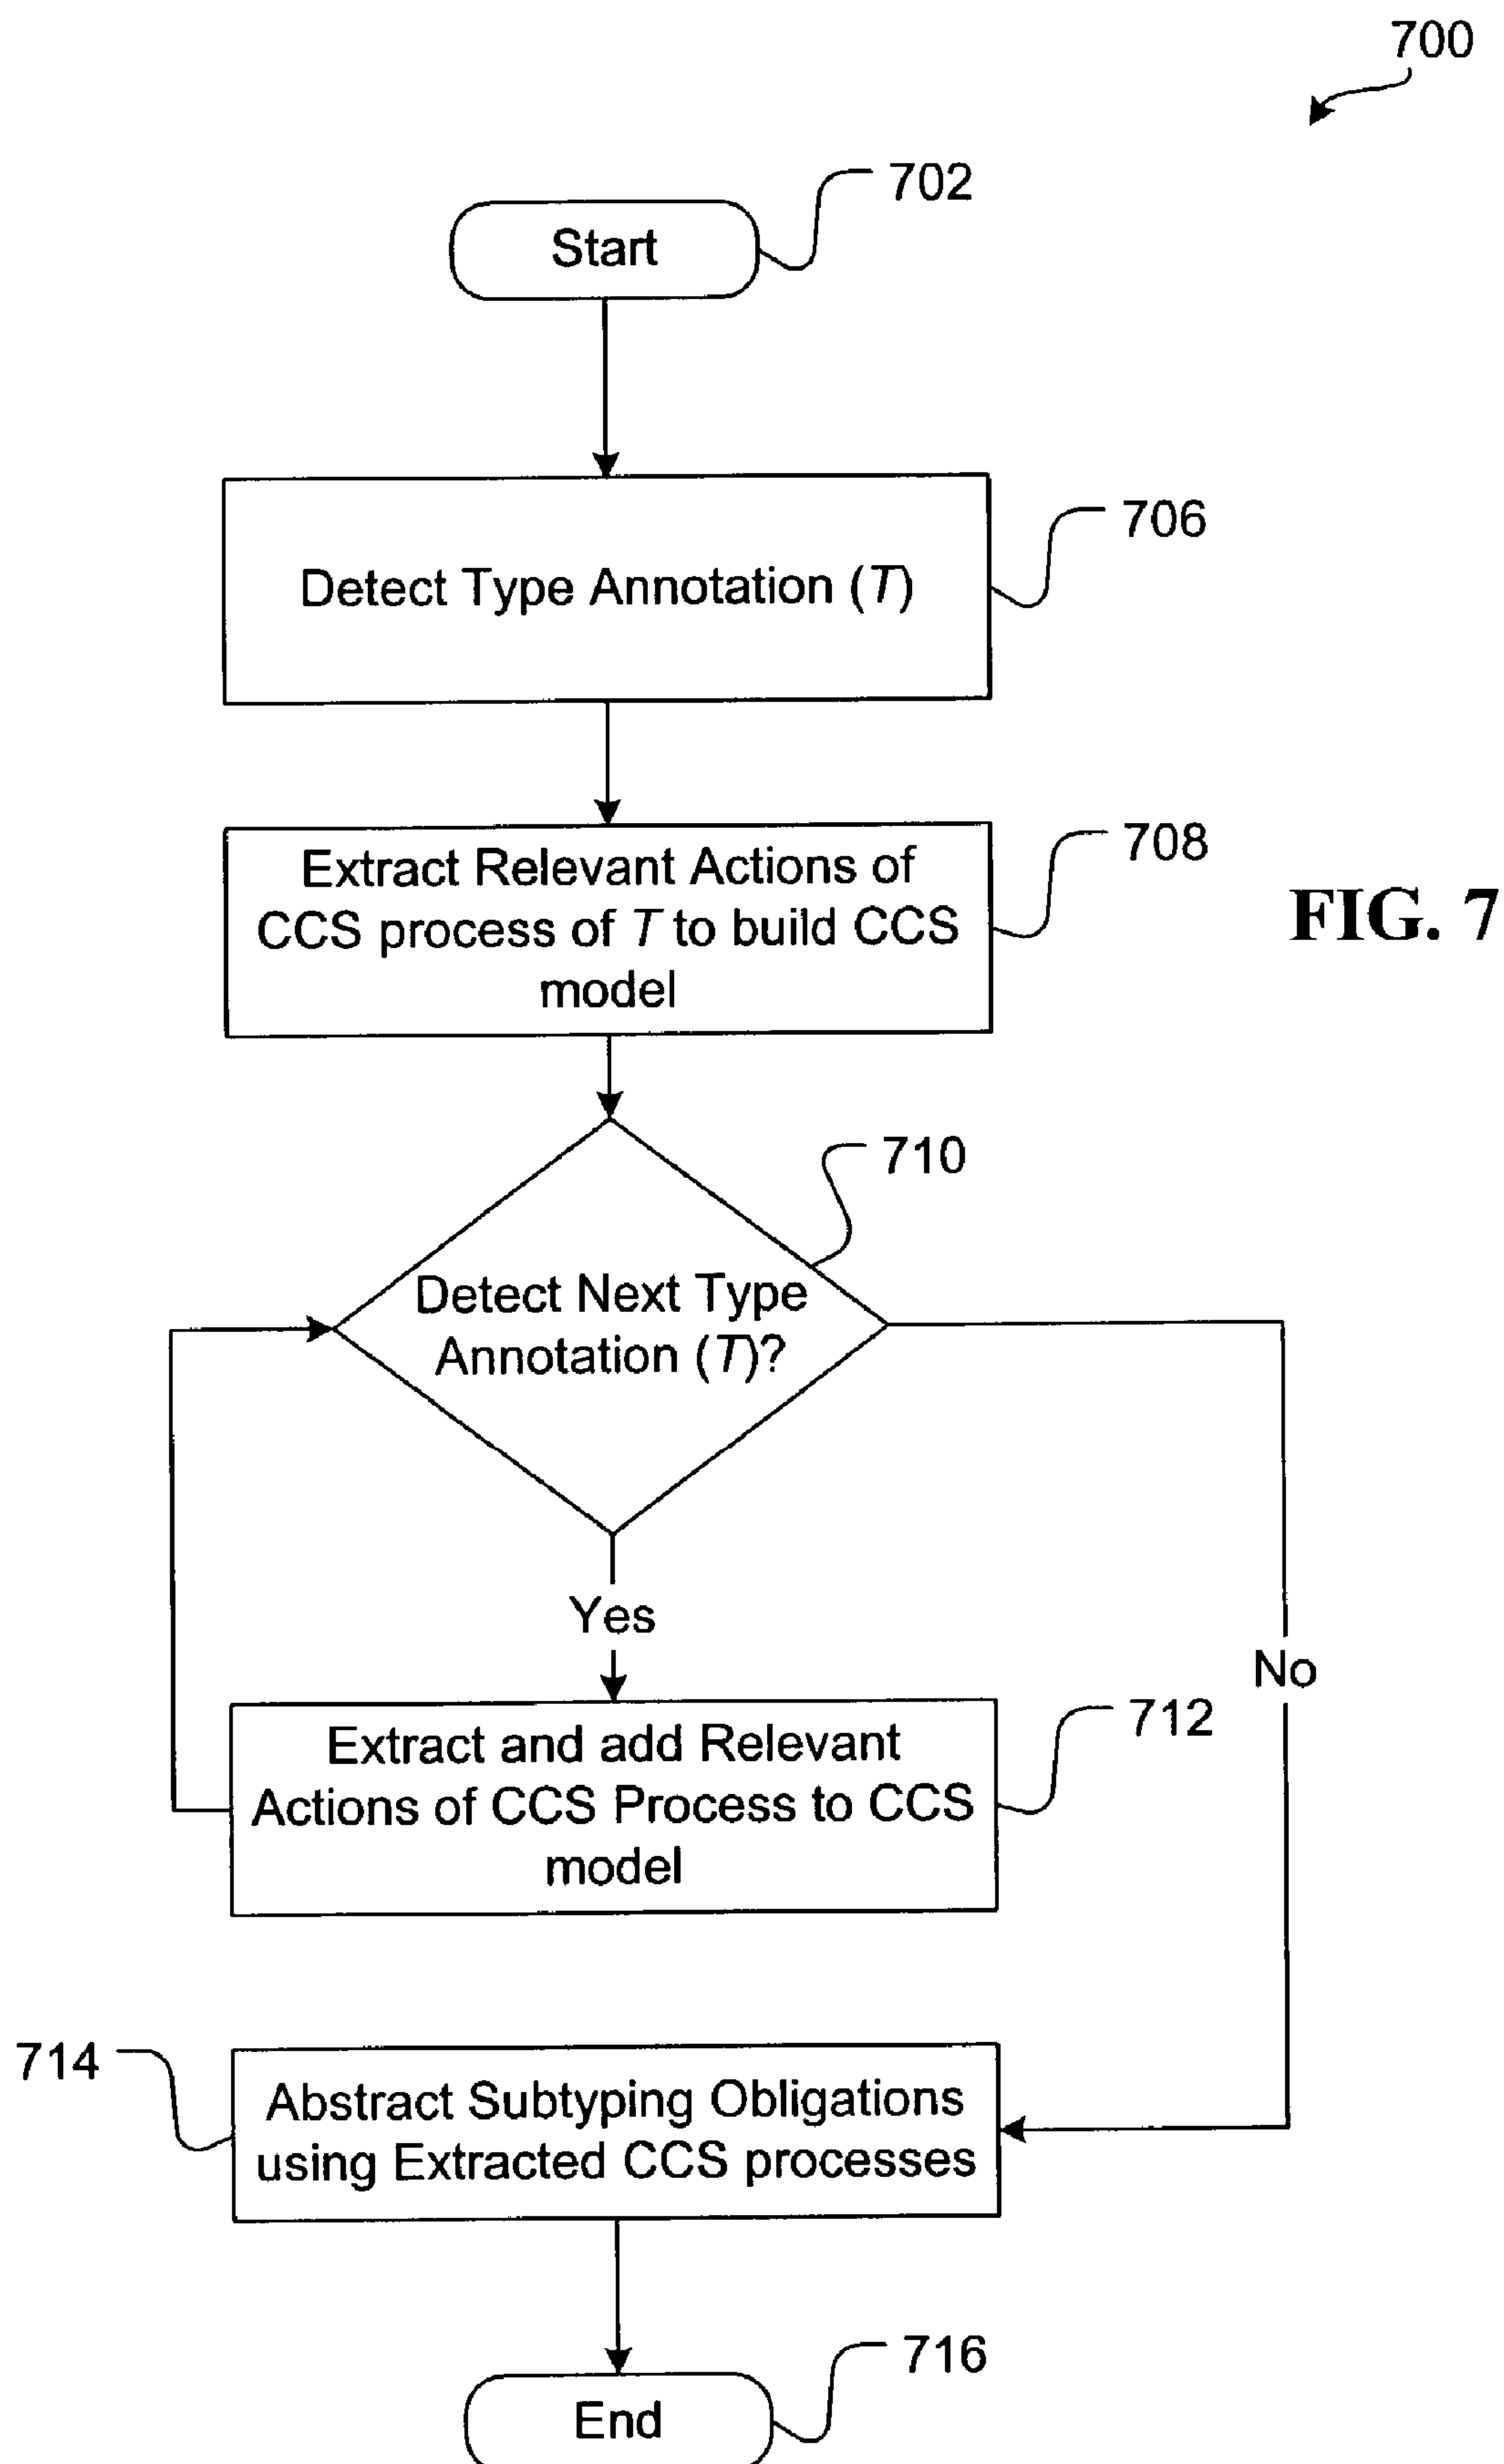 700
702
Start
706
Detect Type Annotation (T)
708
Extract Relevant Actions of
CCS process of T to build CCS
model
FIG. 7
710
Detect Next Type
Annotation (T)?
Yes
No
712
Extract and add Relevant
Actions of CCS Process to CCS
model
714
Abstract Subtyping Obligations
using Extracted CCS processes
716
End